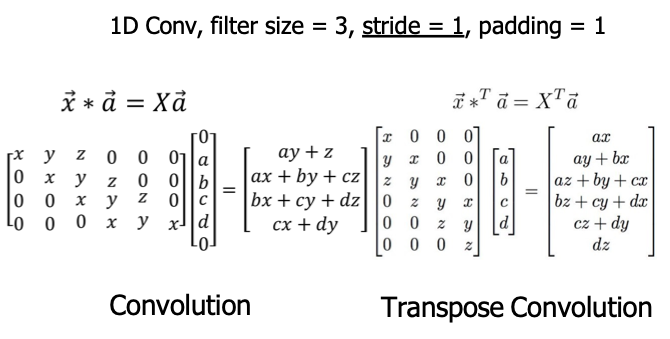 1D Conv, filter size = 3, stride = 1, padding = 1
x⃗ * a⃗ = Xa⃗
x y z 0 0 0
0 x y z 0 0
0 0 x y z 0
0 0 0 x y x
0
a
b
c
d
0
=
ay + z
ax + by + cz
bx + cy + dz
cx + dy
Convolution
x⃗ *ᵀ a⃗ = Xᵀa⃗
x 0 0 0
y x 0 0
z y x 0
0 z y x
0 0 z y
0 0 0 z
a
b
c
d
=
ax
ay + bx
az + by + cx
bz + cy + dx
cz + dy
dz
Transpose Convolution